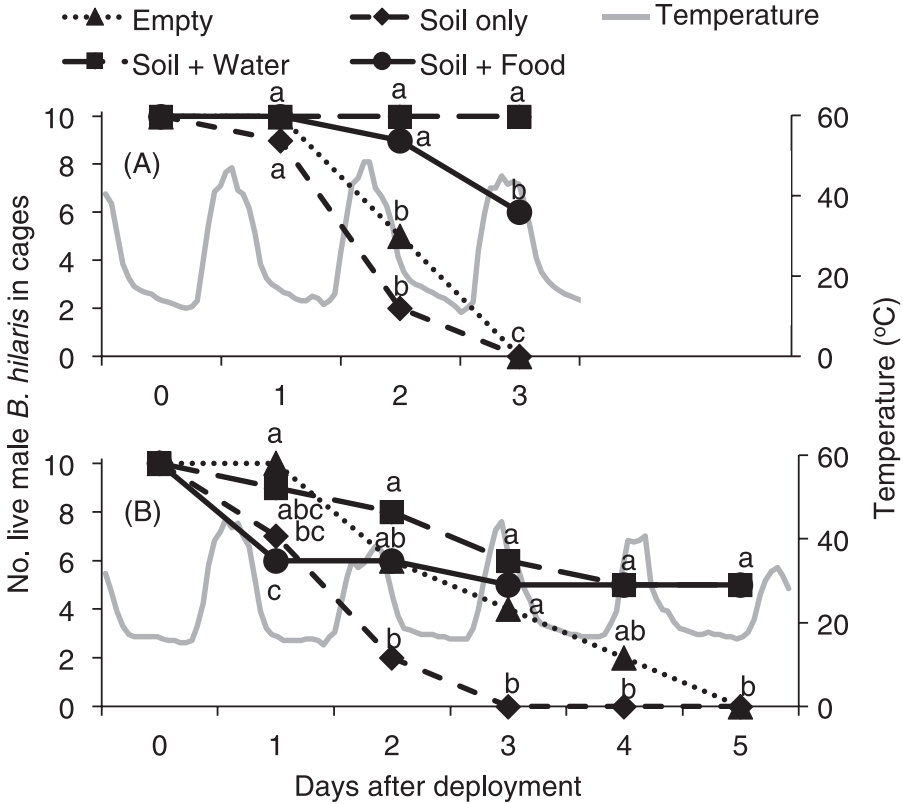 Empty
Soil only
Temperature
Soil + Water
Soil + Food
No. live male B. hilaris in cages
Temperature (oC)
(A)
10
8
6
4
2
0
60
40
20
0
a
a
a
a
a
b
b
b
c
0
1
2
3
(B)
10
8
6
4
2
0
60
40
20
0
a
abc
bc
c
a
ab
b
a
a
b
a
ab
b
a
b
0
1
2
3
4
5
Days after deployment